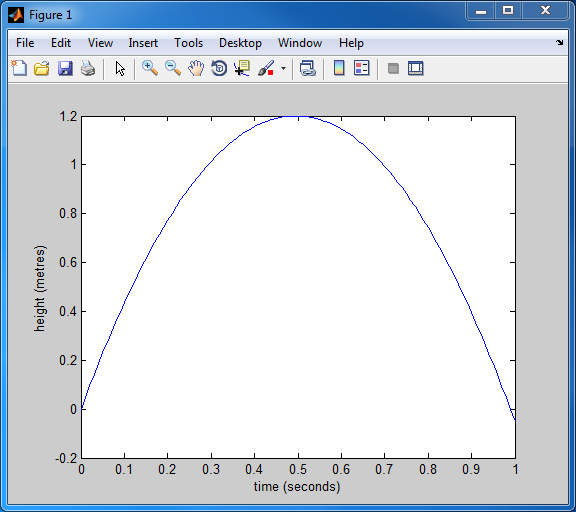 Figure 1
File Edit View Insert Tools Desktop Window Help
1.2
1
0.8
0.6
0.4
0.2
0
-0.2
height (metres)
0 0.1 0.2 0.3 0.4 0.5 0.6 0.7 0.8 0.9 1
time (seconds)